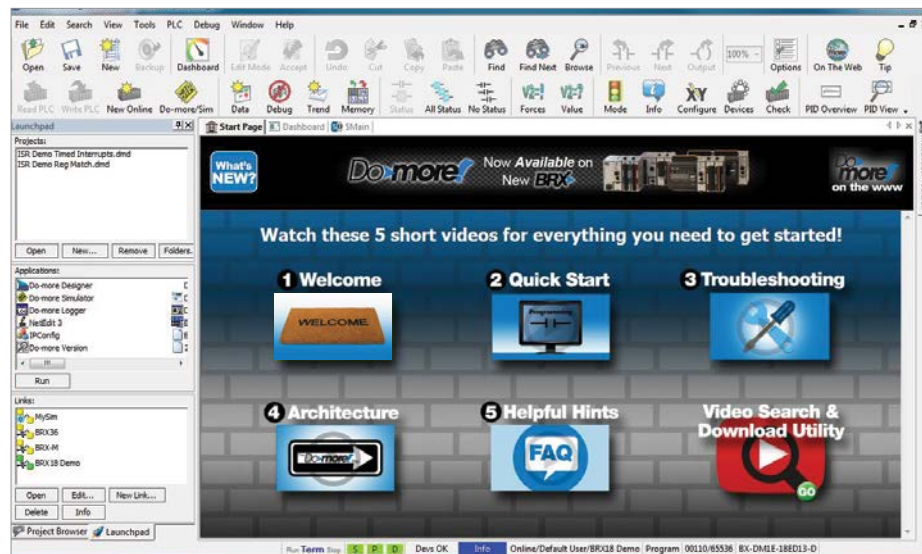 File Edit Search View Tools PLC Debug Window Help
Open Save New Backup Dashboard Edit Mode Accept Undo Cut Copy Paste Find Find Next Browse Previous Next Output 100% Options On The Web Tip
Read PLC Write PLC New Online Do-more/Sim Data Debug Trend Memory Status All Status No Status Forces Value Mode Info Configure Devices Check PID Overview PID View
Launchpad
Start Page Dashboard SMain
Projects:
ISR Demo Timed Interrupts.dmd
ISR Demo Reg Match.dmd
Open New... Remove Folders.
Applications:
Do-more Designer
Do-more Simulator
Do-more Logger
NetEdit 3
IPConfig
Do-more Version
Run
Links:
MySim
BRX36
BRX-M
BRX18 Demo
Open Edit... New Link...
Delete Info
Project Browser Launchpad
What's NEW?
Do-more!
Now Available on
New BRX
Do-more!
on the www
Watch these 5 short videos for everything you need to get started!
1 Welcome
WELCOME
2 Quick Start
Programming
3 Troubleshooting
4 Architecture
Do-more!
5 Helpful Hints
FAQ
Video Search &
Download Utility
GO
Run Term Stop S P D Devs OK Info Online/Default User/BRX18 Demo Program 00110/65536 BX-DM1E-18ED13-D